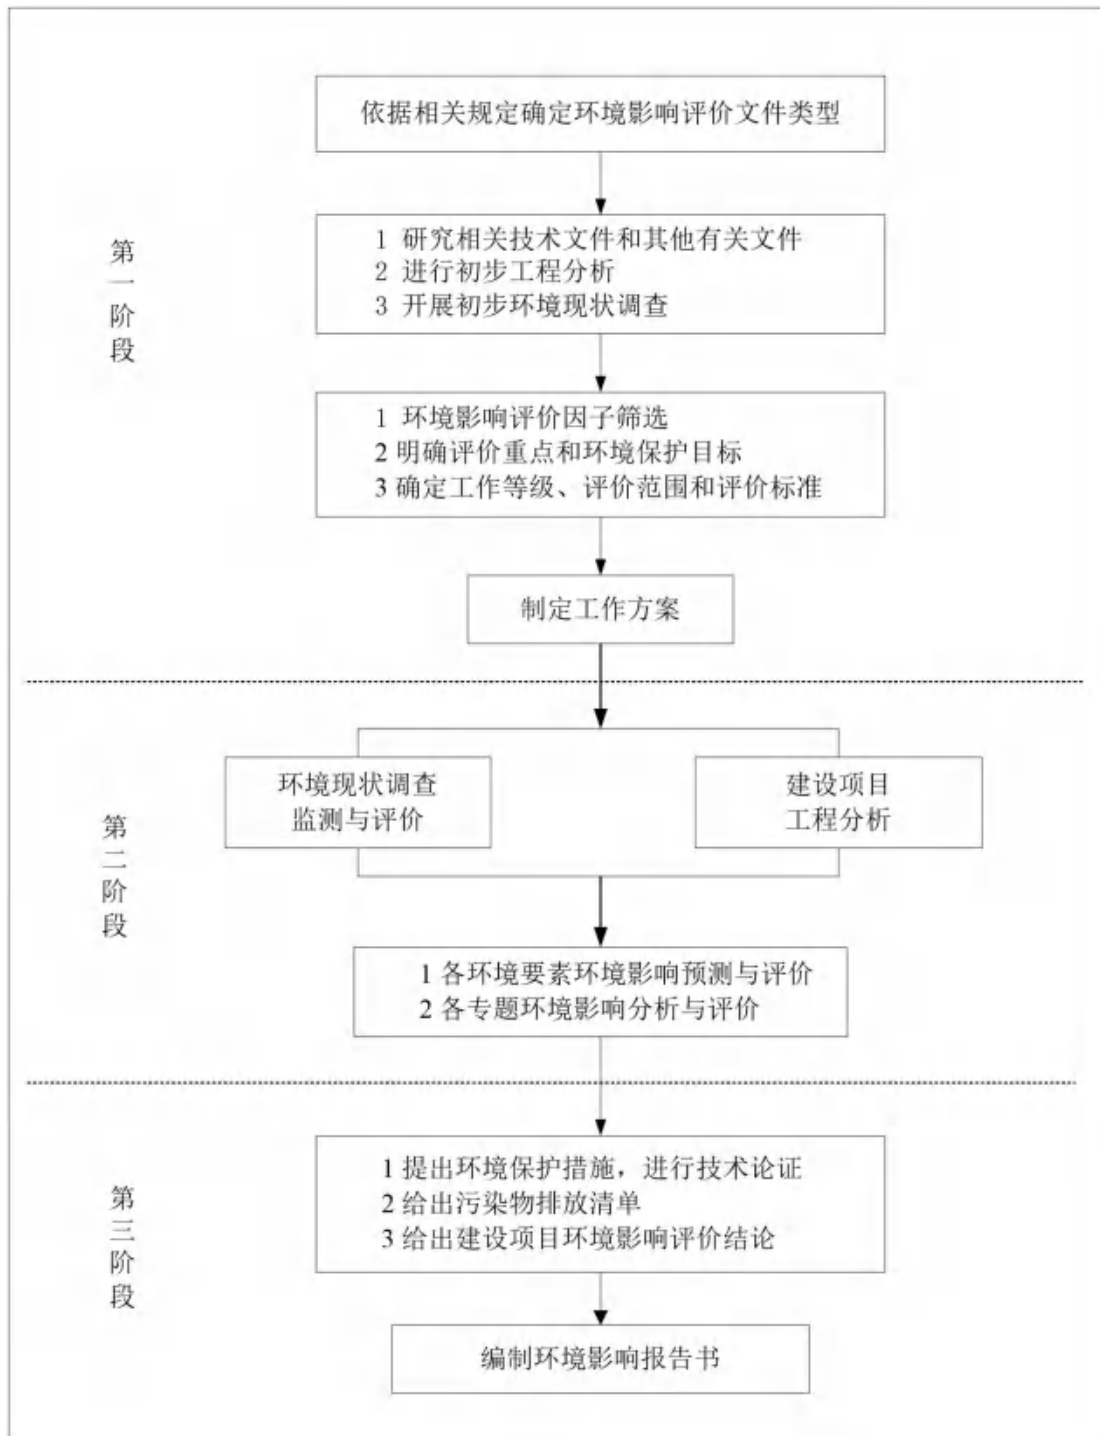 依据相关规定确定环境影响评价文件类型
第一阶段
1 研究相关技术文件和其他有关文件
2 进行初步工程分析
3 开展初步环境现状调查
1 环境影响评价因子筛选
2明确评价重点和环境保护目标
3确定工作等级、评价范围和评价标准
制定工作方案
第二阶段
环境现状调查
监测与评价
建设项目
工程分析
1各环境要素环境影响预测与评价
2各专题环境影响分析与评价
第三阶段
1提出环境保护措施，进行技术论证
2给出污染物排放清单
3给出建设项目环境影响评价结论
编制环境影响报告书